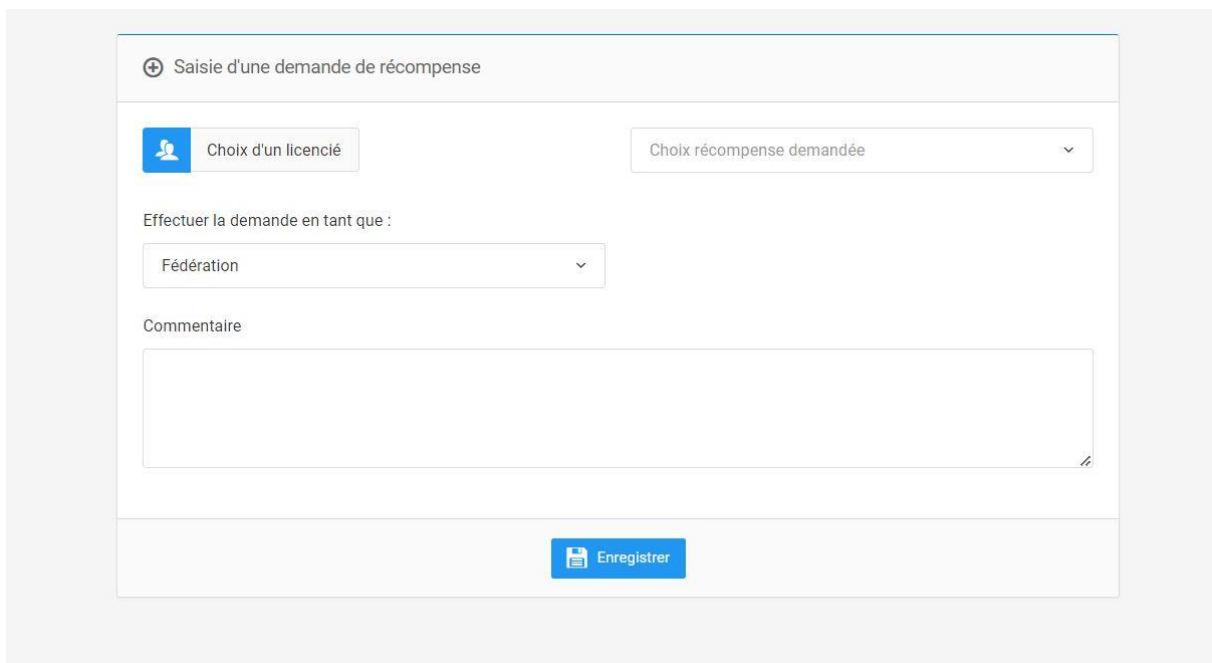 Saisie d'une demande de récompense
Choix d'un licencié
Choix récompense demandée
Effectuer la demande en tant que :
Fédération
Commentaire
Enregistrer